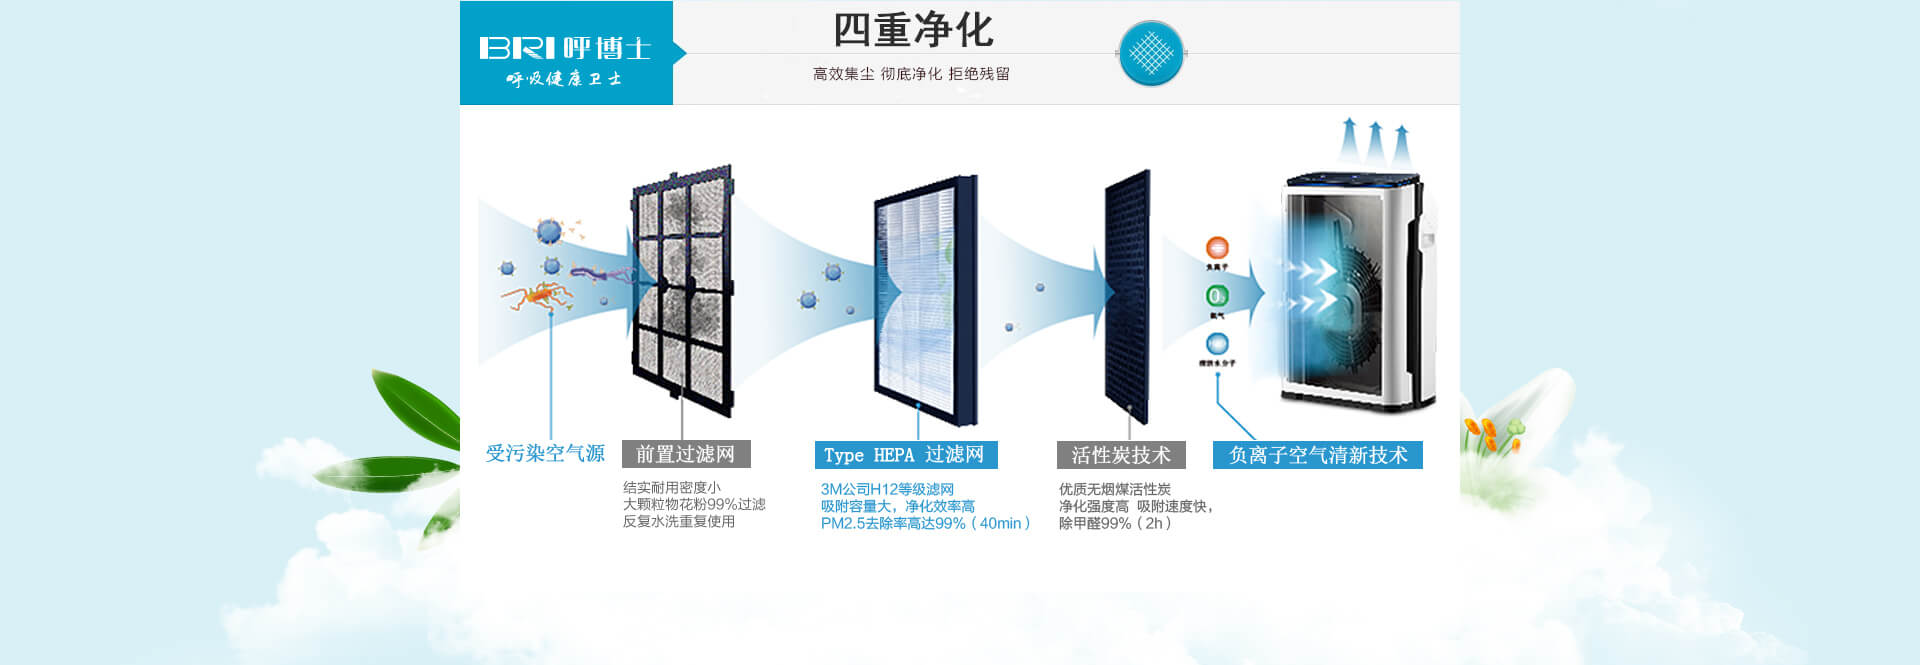 BRI 呼博士
呼吸健康卫士
四重净化
高效集尘 彻底净化 拒绝残留
负离子
氧气
受污染空气源
前置过滤网
结实耐用密度小
大颗粒物花粉99%过滤
反复水洗重复使用
Type HEPA 过滤网
3M公司H12等级滤网
吸附容量大，净化效率高
PM2.5去除率高达99%（40min）
活性炭技术
优质无烟煤活性炭
净化强度高 吸附速度快，
除甲醛99%（2h）
负离子空气清新技术